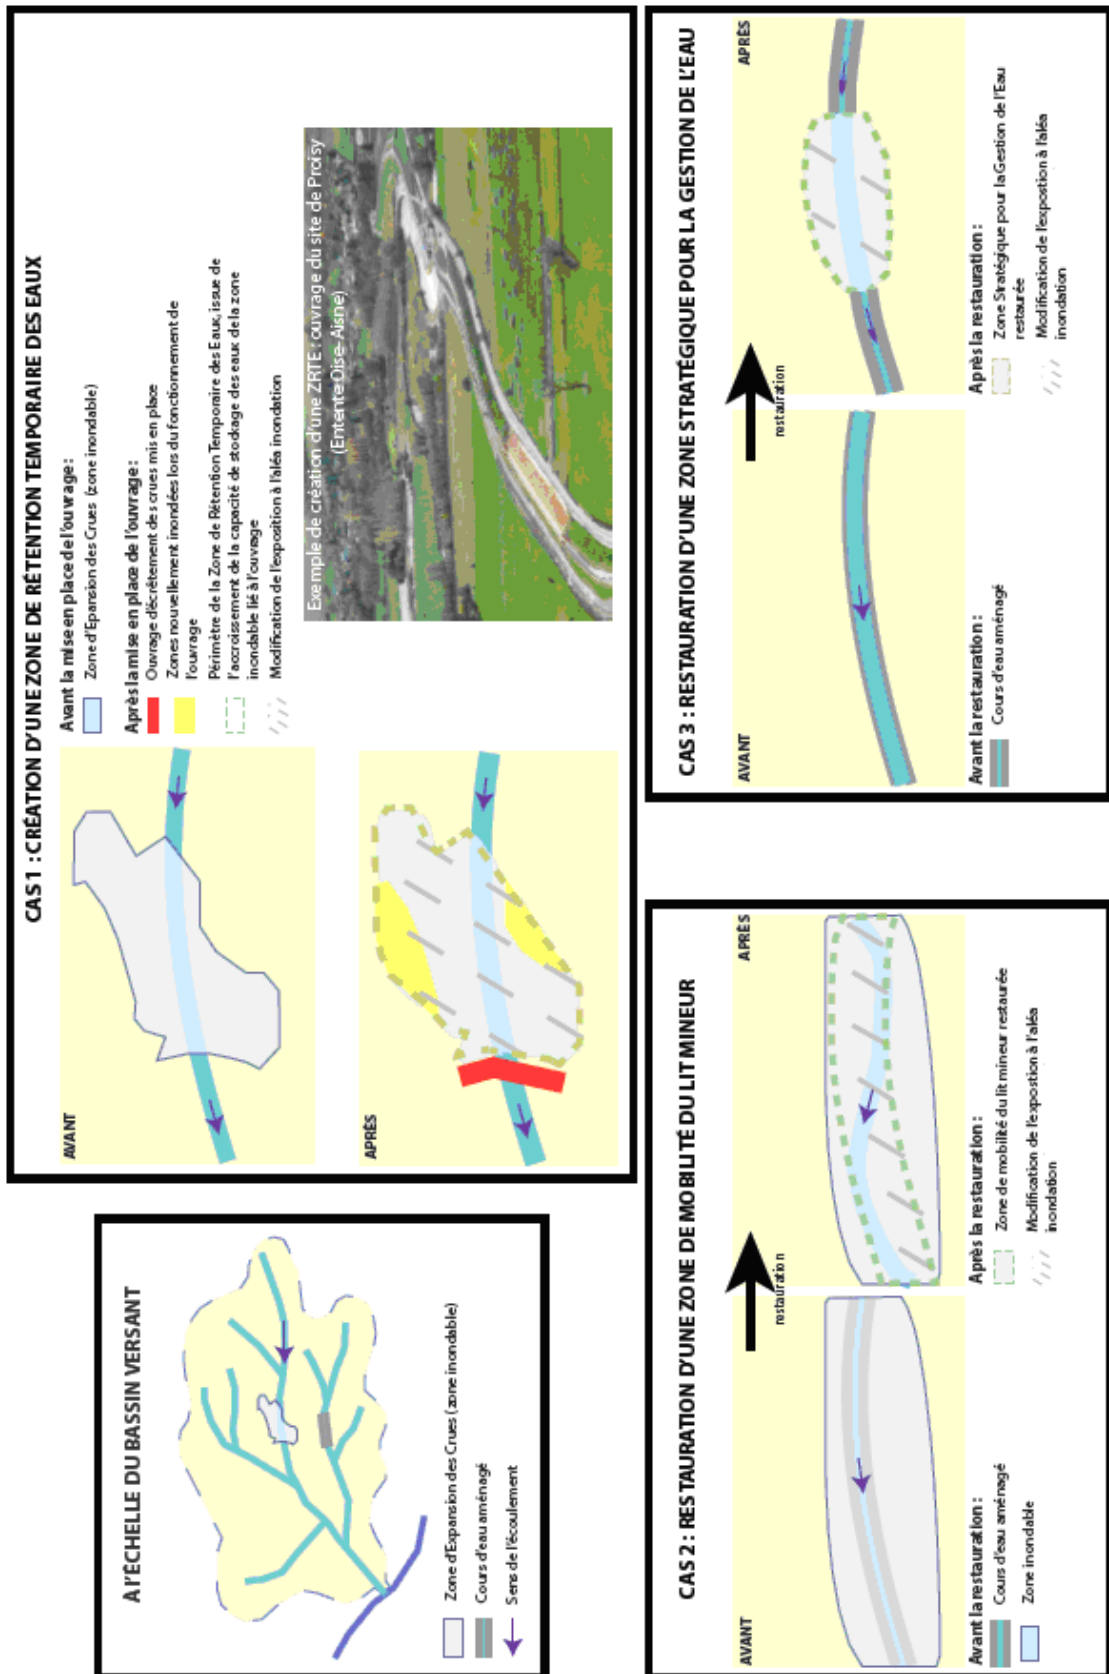 A l'ÉCHELLE DU BASSIN VERSANT
Zone d'Expansion des Crues (zone inondable)
Cours d'eau aménagé
Sens de l'écoulement
CAS 1 : CRÉATION D'UNE ZONE DE RÉTENTION TEMPORAIRE DES EAUX
AVANT
APRÈS
Avant la mise en place de l'ouvrage :
Zone d'Epansion des Crues (zone inondable)
Après la mise en place de l'ouvrage :
Ouvrage d'écrêtement des crues mis en place
Zones nouvellement inondées lors du fonctionnement de
l'ouvrage
Périmètre de la Zone de Rétention Temporaire des Eaux, issue de
l'accroissement de la capacité de stockage des eaux de la zone
inondable lié à l'ouvrage
Modification de l'exposition à l'aléa inondation
Exemple de création d'une ZRTE : ouvrage du site de Proisy
(Entente Oise-Aisne)
CAS 2 : RESTAURATION D'UNE ZONE DE MOBILITÉ DU LIT MINEUR
AVANT
restauration
APRÈS
Avant la restauration :
Cours d'eau aménagé
Zone inondable
Après la restauration :
Zone de mobilité du lit mineur restaurée
Modification de l'expostion à l'aléa
inondation
CAS 3 : RESTAURATION D'UNE ZONE STRATÉGIQUE POUR LA GESTION DE L'EAU
AVANT
restauration
APRÈS
Avant la restauration :
Cours d'eau aménagé
Après la restauration :
Zone Stratégique pour la Gestion de l'Eau
restaurée
Modification de l'expostion à l'aléa
inondation